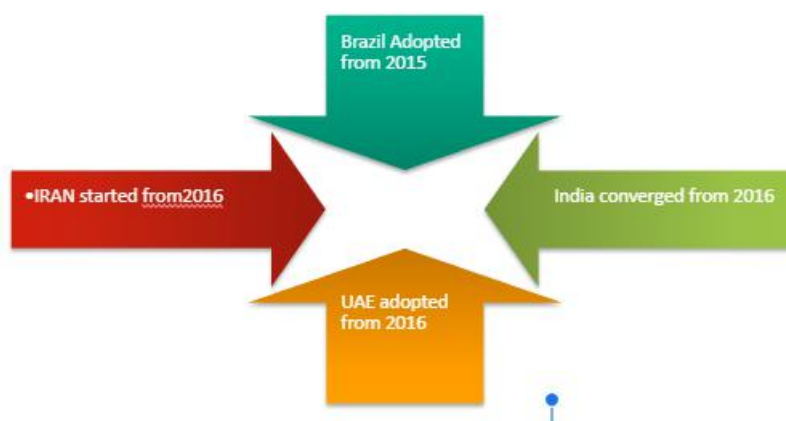 Brazil Adopted
from 2015
•IRAN started from2016
India converged from 2016
UAE adopted
from 2016